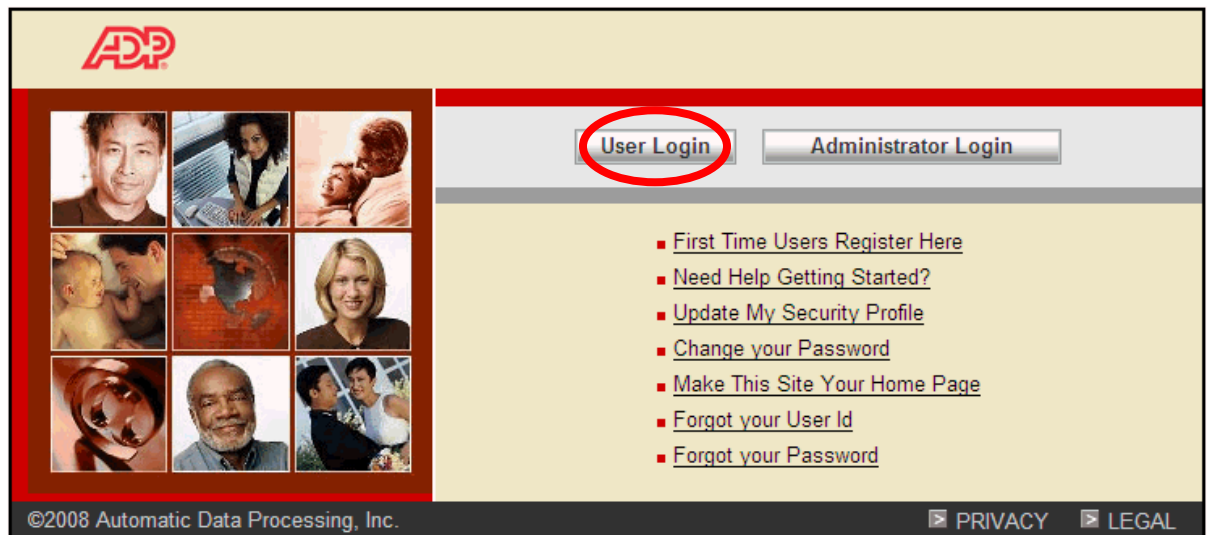 ADP
User Login Administrator Login
First Time Users Register Here
Need Help Getting Started?
Update My Security Profile
Change your Password
Make This Site Your Home Page
Forgot your User Id
Forgot your Password
©2008 Automatic Data Processing, Inc. PRIVACY LEGAL